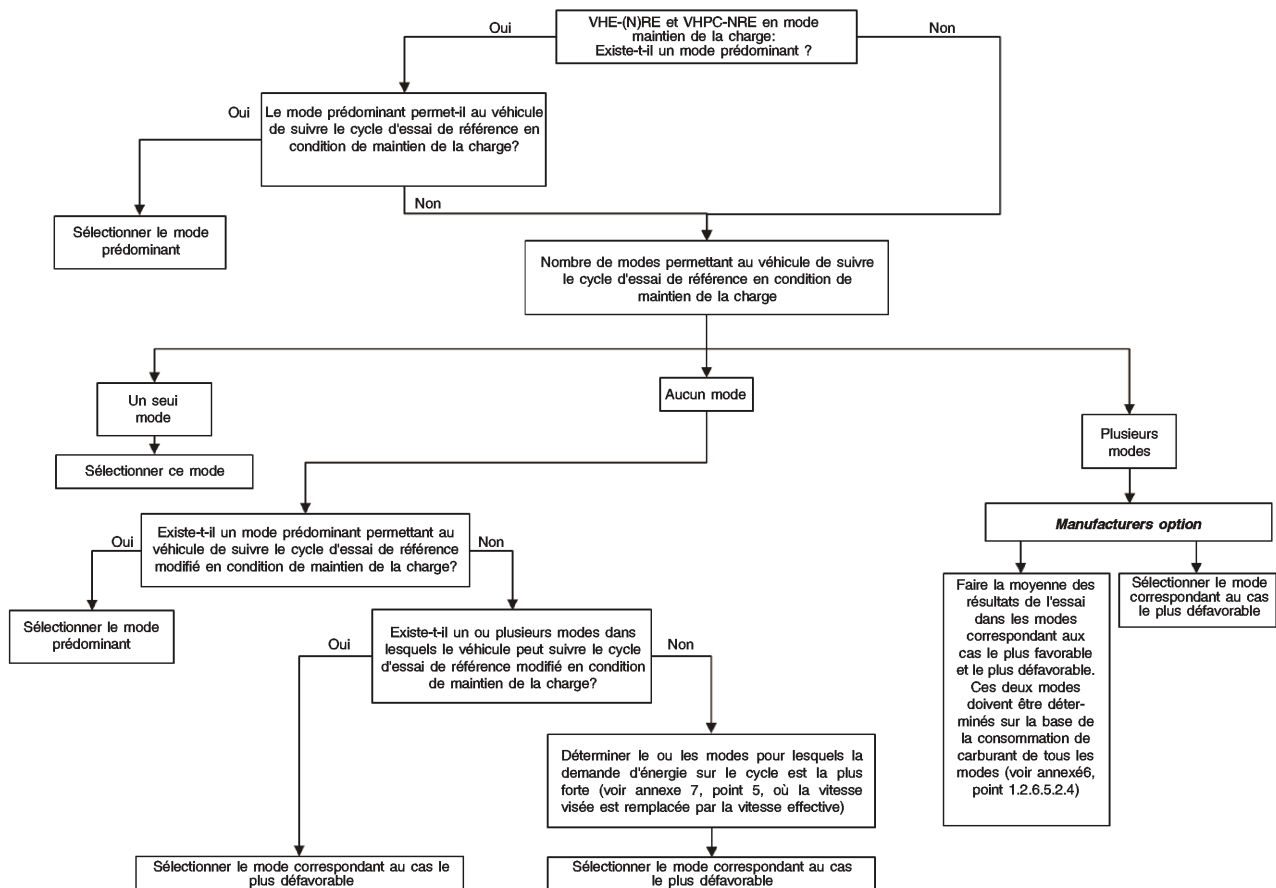 VHE-(N)RE et VHPC-NRE en mode
maintien de la charge:
Existe-t-il un mode prédominant ?
Oui
Non
Oui
Le mode prédominant permet-il au véhicule
de suivre le cycle d'essai de référence en
condition de maintien de la charge?
Non
Sélectionner le mode
prédominant
Nombre de modes permettant au véhicule de suivre
le cycle d'essai de référence en condition de
maintien de la charge
Un seui
mode
Aucun mode
Plusieurs
modes
Sélectionner ce mode
Manufacturers option
Oui
Existe-t-il un mode prédominant permettant au
véhicule de suivre le cycle d'essai de référence
modifié en condition de maintien de la charge?
Non
Sélectionner le mode
prédominant
Faire la moyenne des
résultats de l'essai
dans les modes
correspondant aux
cas le plus favorable
et le plus défavorable.
Ces deux modes
doivent être déter-
minés sur la base de
la consommation de
carburant de tous les
modes (voir annexé6,
point 1.2.6.5.2.4)
Sélectionner le mode
correspondant au cas
le plus défavorable
Oui
Existe-t-il un ou plusieurs modes dans
lesquels le véhicule peut suivre le cycle
d'essai de référence modifié en condition
de maintien de la charge?
Non
Déterminer le ou les modes pour lesquels la
demande d'énergie sur le cycle est la plus
forte (voir annexe 7, point 5, où la vitesse
visée est remplacée par la vitesse effective)
Sélectionner le mode correspondant au cas le
plus défavorable
Sélectionner le mode correspondant au cas
le plus défavorable